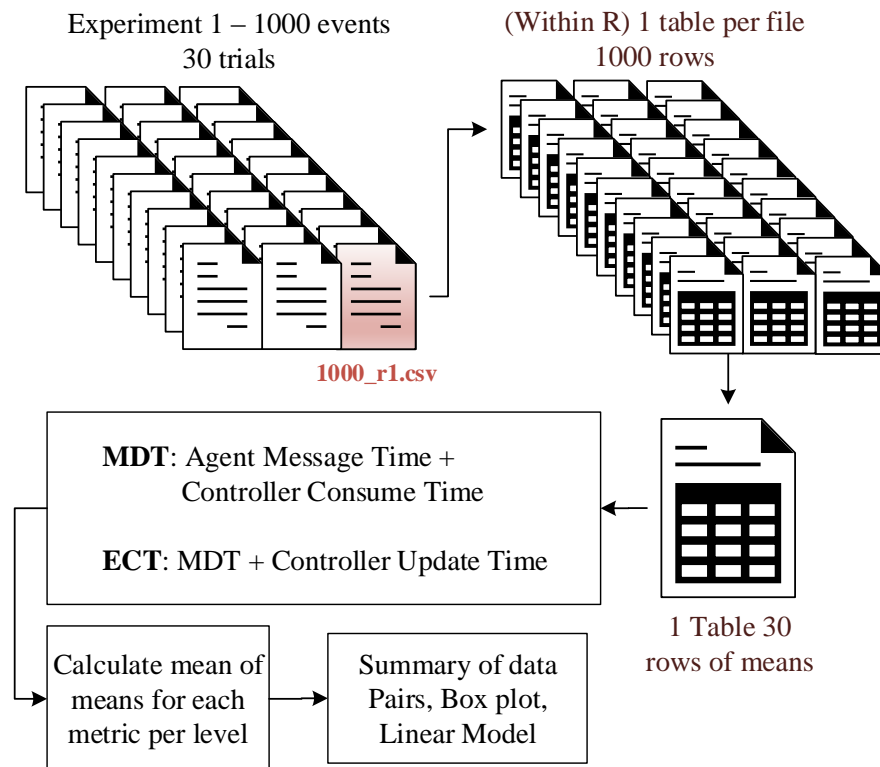 Experiment 1 – 1000 events
30 trials
(Within R) 1 table per file
1000 rows
1000_r1.csv
MDT: Agent Message Time +
Controller Consume Time
ECT: MDT + Controller Update Time
1 Table 30
rows of means
Calculate mean of
means for each
metric per level
Summary of data
Pairs, Box plot,
Linear Model